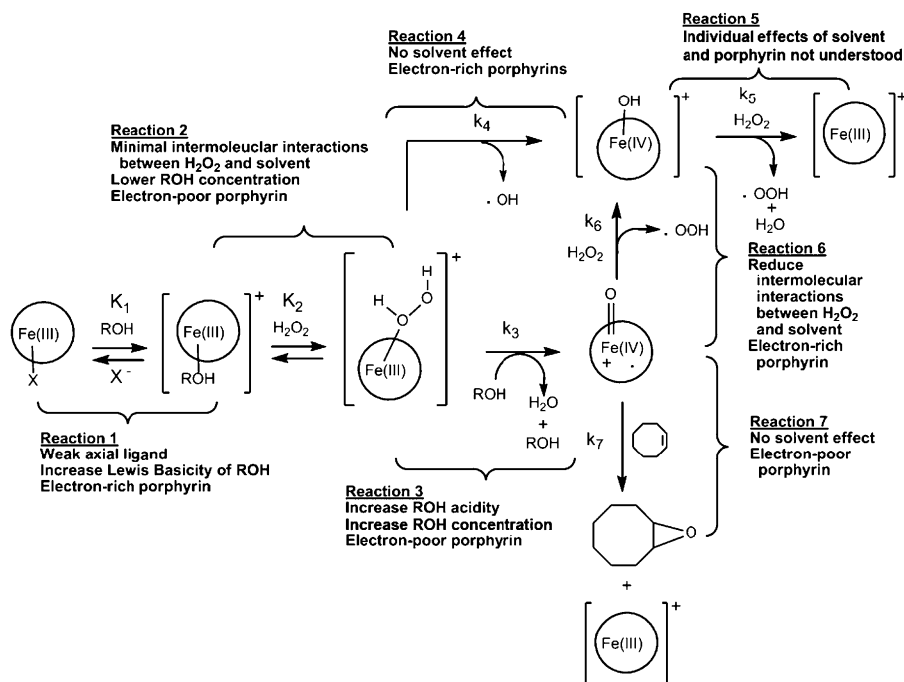 Reaction 4
No solvent effect
Electron-rich porphyrins
k4
. OH
OH
Fe(IV)
+
Reaction 5
Individual effects of solvent
and porphyrin not understood
k5
H2O2
. OOH
+
H2O
Fe(III)
+
Reaction 2
Minimal intermoleuclar interactions
between H2O2 and solvent
Lower ROH concentration
Electron-poor porphyrin
k6
H2O2
. OOH
Reaction 6
Reduce
intermolecular
interactions
between H2O2
and solvent
Electron-rich
porphyrin
Fe(III)
X
K1
ROH
X-
Fe(III)
ROH
+
K2
H2O2
H
O
OH
Fe(III)
+
k3
ROH
H2O
+
ROH
O
Fe(IV)
+ .
Reaction 1
Weak axial ligand
Increase Lewis Basicity of ROH
Electron-rich porphyrin
Reaction 3
Increase ROH acidity
Increase ROH concentration
Electron-poor porphyrin
k7
Reaction 7
No solvent effect
Electron-poor
porphyrin
O
+
Fe(III)
+